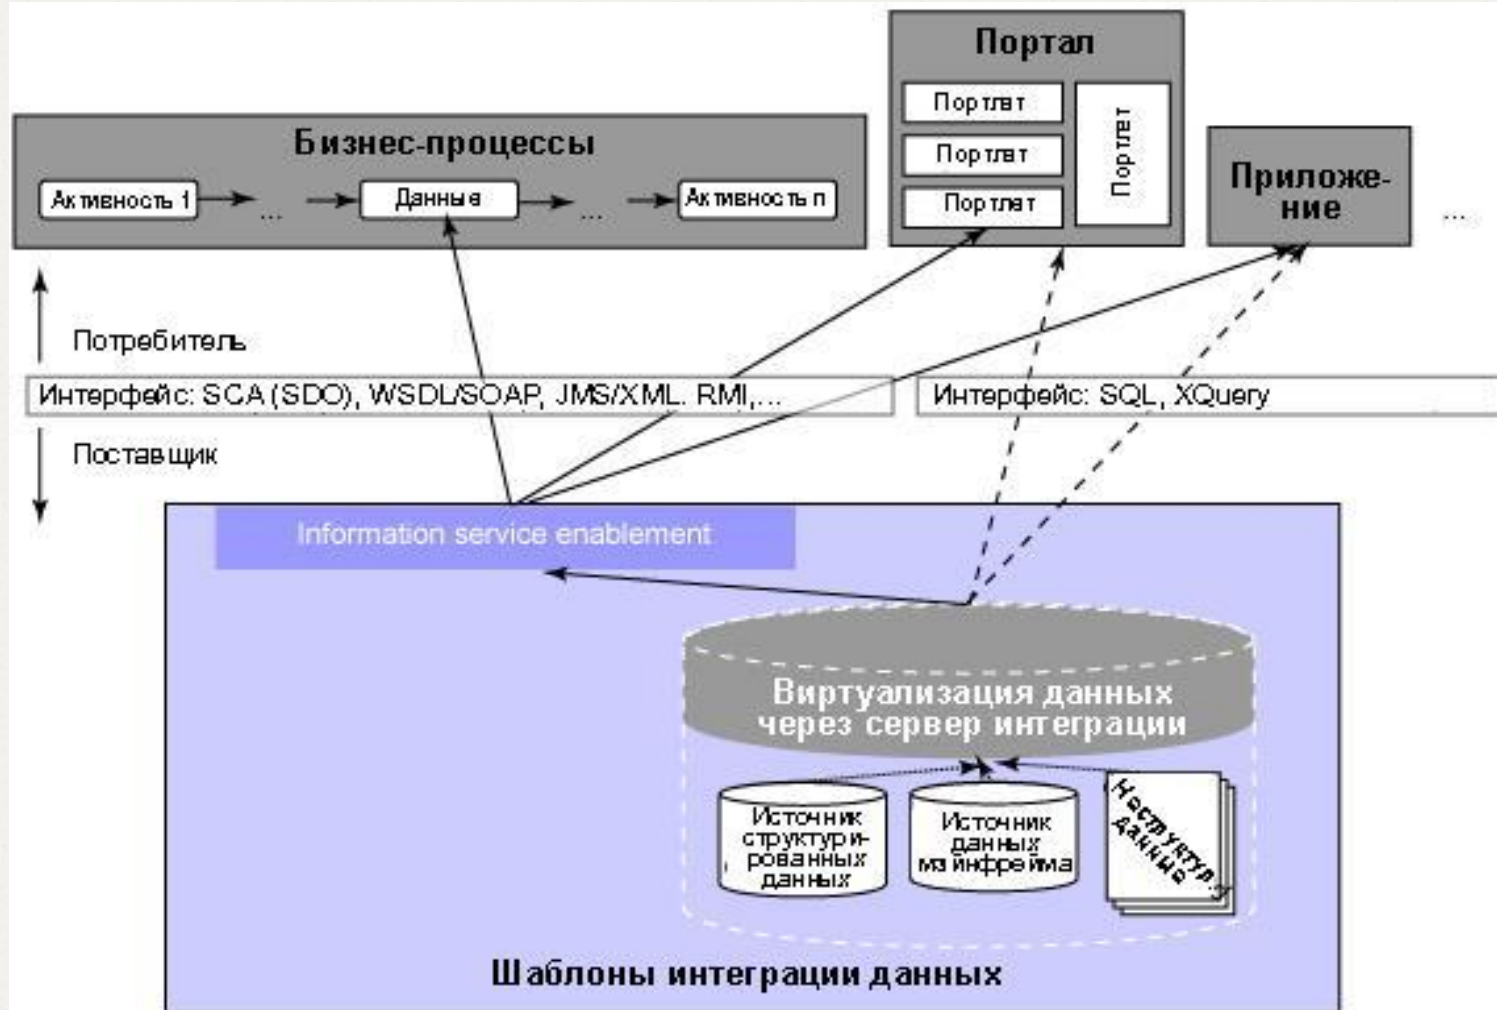 Портал
Портлет
Портлет
Портлет
Портлет
Бизнес-процессы
Активность 1
...
Данные
...
Активность n
Приложе-
ние
...
Потребитель
Интерфейс: SCA (SDO), WSDL/SOAP, JMS/XML. RMI,...
Интерфейс: SQL, XQuery
Поставщик
Information service enablement
Виртуализация данных
через сервер интеграции
Источник
структури-
рованных
данных
Источник
данных
мэйнфрейма
данные
Шаблоны интеграции данных